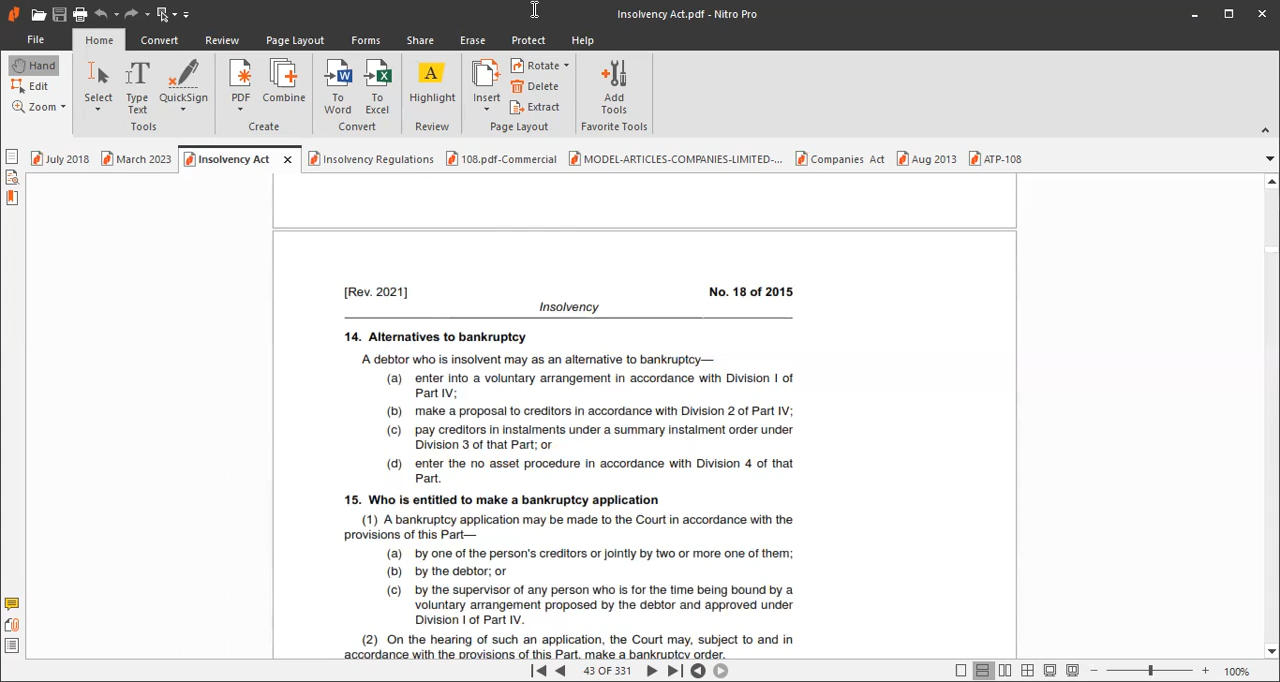 Insolvency Act.pdf - Nitro Pro
File Home Convert Review Page Layout Forms Share Erase Protect Help
Hand
Edit
Zoom
Select
Type Text
QuickSign
Tools
PDF
Combine
Create
To Word
To Excel
Convert
Highlight
Review
Insert
Rotate
Delete
Extract
Page Layout
Add Tools
Favorite Tools
July 2018 March 2023 Insolvency Act Insolvency Regulations 108.pdf-Commercial MODEL-ARTICLES-COMPANIES-LIMITED-... Companies Act Aug 2013 ATP-108
[Rev. 2021] No. 18 of 2015
Insolvency
14. Alternatives to bankruptcy
A debtor who is insolvent may as an alternative to bankruptcy—
(a) enter into a voluntary arrangement in accordance with Division I of
Part IV;
(b) make a proposal to creditors in accordance with Division 2 of Part IV;
(c) pay creditors in instalments under a summary instalment order under
Division 3 of that Part; or
(d) enter the no asset procedure in accordance with Division 4 of that
Part.
15. Who is entitled to make a bankruptcy application
(1) A bankruptcy application may be made to the Court in accordance with the
provisions of this Part—
(a) by one of the person's creditors or jointly by two or more one of them;
(b) by the debtor; or
(c) by the supervisor of any person who is for the time being bound by a
voluntary arrangement proposed by the debtor and approved under
Division I of Part IV.
(2) On the hearing of such an application, the Court may, subject to and in
accordance with the provisions of this Part, make a bankruptcy order.
43 OF 331
100%